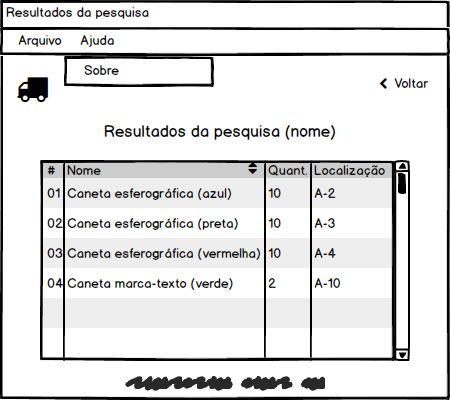 Resultados da pesquisa
Arquivo Ajuda
Sobre
Voltar
Resultados da pesquisa (nome)
# Nome Quant. Localização
01 Caneta esferográfica (azul) 10 A-2
02 Caneta esferográfica (preta) 10 A-3
03 Caneta esferográfica (vermelha) 10 A-4
04 Caneta marca-texto (verde) 2 A-10